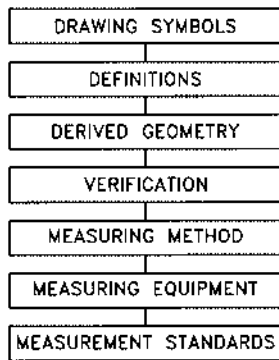 DRAWING SYMBOLS
DEFINITIONS
DERIVED GEOMETRY
VERIFICATION
MEASURING METHOD
MEASURING EQUIPMENT
MEASUREMENT STANDARDS